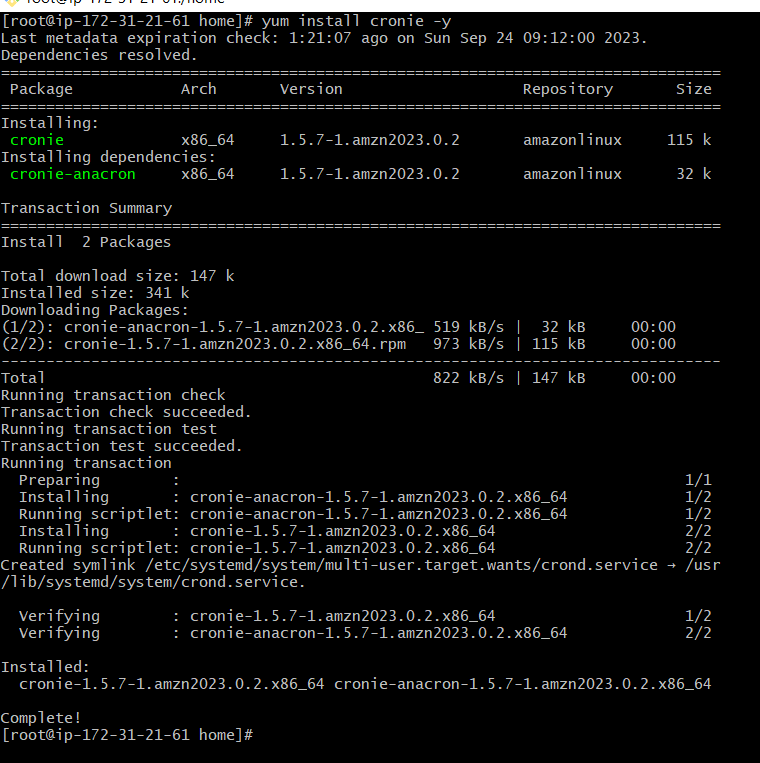 [root@ip-172-31-21-61 home]# yum install cronie -y
Last metadata expiration check: 1:21:07 ago on Sun Sep 24 09:12:00 2023.
Dependencies resolved.
================================================================================
 Package            Arch       Version                    Repository       Size
================================================================================
Installing:
 cronie             x86_64     1.5.7-1.amzn2023.0.2       amazonlinux     115 k
Installing dependencies:
 cronie-anacron     x86_64     1.5.7-1.amzn2023.0.2       amazonlinux      32 k

Transaction Summary
================================================================================
Install  2 Packages

Total download size: 147 k
Installed size: 341 k
Downloading Packages:
(1/2): cronie-anacron-1.5.7-1.amzn2023.0.2.x86_ 519 kB/s |  32 kB     00:00
(2/2): cronie-1.5.7-1.amzn2023.0.2.x86_64.rpm   973 kB/s | 115 kB     00:00
--------------------------------------------------------------------------------
Total                                           822 kB/s | 147 kB     00:00
Running transaction check
Transaction check succeeded.
Running transaction test
Transaction test succeeded.
Running transaction
  Preparing        :                                                        1/1
  Installing       : cronie-anacron-1.5.7-1.amzn2023.0.2.x86_64             1/2
  Running scriptlet: cronie-anacron-1.5.7-1.amzn2023.0.2.x86_64             1/2
  Installing       : cronie-1.5.7-1.amzn2023.0.2.x86_64                     2/2
  Running scriptlet: cronie-1.5.7-1.amzn2023.0.2.x86_64                     2/2
Created symlink /etc/systemd/system/multi-user.target.wants/crond.service → /usr
/lib/systemd/system/crond.service.

  Verifying        : cronie-1.5.7-1.amzn2023.0.2.x86_64                     1/2
  Verifying        : cronie-anacron-1.5.7-1.amzn2023.0.2.x86_64             2/2

Installed:
  cronie-1.5.7-1.amzn2023.0.2.x86_64 cronie-anacron-1.5.7-1.amzn2023.0.2.x86_64

Complete!
[root@ip-172-31-21-61 home]#